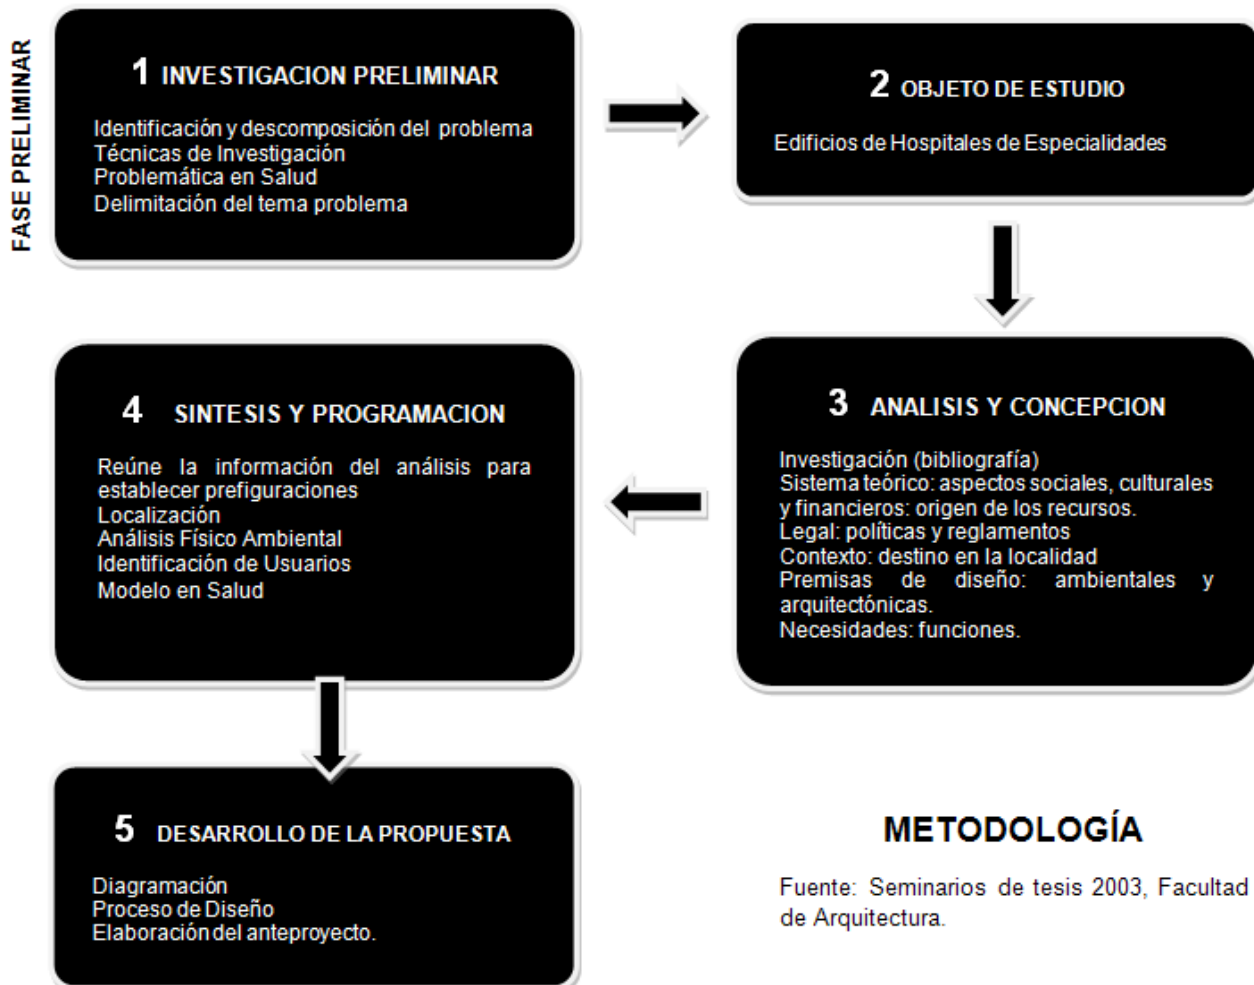 FASE PRELIMINAR
1 INVESTIGACION PRELIMINAR
Identificación y descomposición del problema
Técnicas de Investigación
Problemática en Salud
Delimitación del tema problema
2 OBJETO DE ESTUDIO
Edificios de Hospitales de Especialidades
3 ANALISIS Y CONCEPCION
Investigación (bibliografía)
Sistema teórico: aspectos sociales, culturales
y financieros: origen de los recursos.
Legal: políticas y reglamentos
Contexto: destino en la localidad
Premisas de diseño: ambientales y
arquitectónicas.
Necesidades: funciones.
4 SINTESIS Y PROGRAMACION
Reúne la información del análisis para
establecer prefiguraciones
Localización
Análisis Físico Ambiental
Identificación de Usuarios
Modelo en Salud
5 DESARROLLO DE LA PROPUESTA
Diagramación
Proceso de Diseño
Elaboración del anteproyecto.
METODOLOGÍA
Fuente: Seminarios de tesis 2003, Facultad
de Arquitectura.